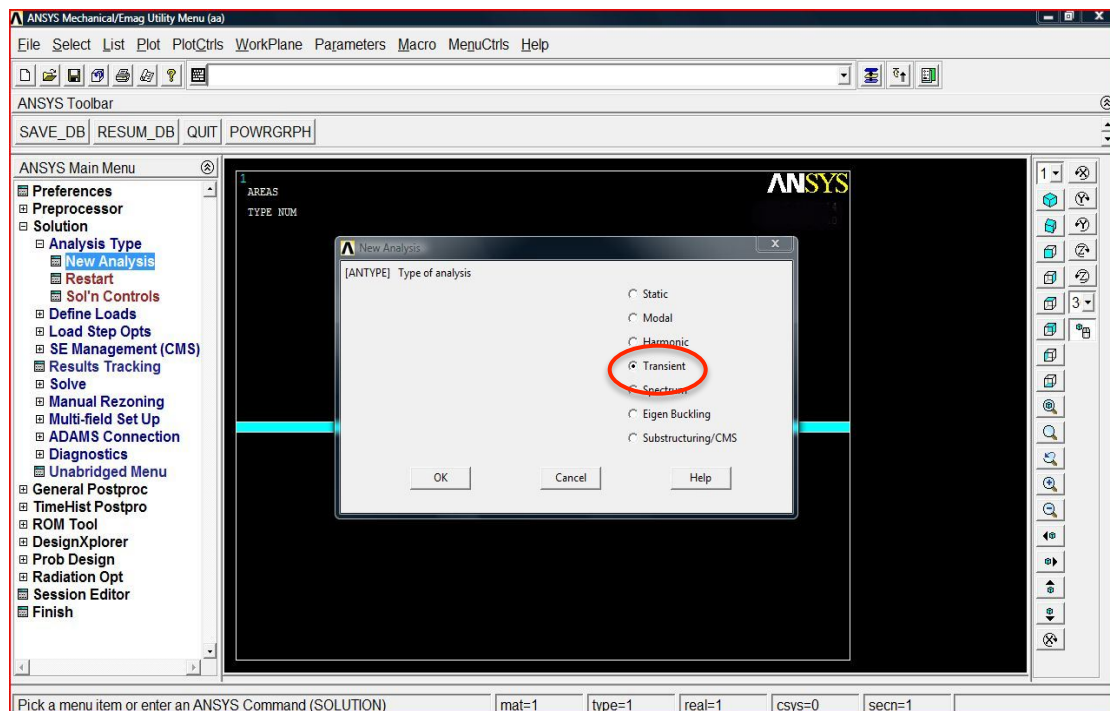 ANSYS Mechanical/Emag Utility Menu (aa)
File Select List Plot PlotCtrls WorkPlane Parameters Macro MenuCtrls Help
ANSYS Toolbar
SAVE_DB RESUM_DB QUIT POWRGRPH
ANSYS Main Menu
Preferences
Preprocessor
Solution
Analysis Type
New Analysis
Restart
Sol'n Controls
Define Loads
Load Step Opts
SE Management (CMS)
Results Tracking
Solve
Manual Rezoning
Multi-field Set Up
ADAMS Connection
Diagnostics
Unabridged Menu
General Postproc
TimeHist Postpro
ROM Tool
DesignXplorer
Prob Design
Radiation Opt
Session Editor
Finish
1
AREAS
TYPE NUM
ANSYS
New Analysis
[ANTYPE] Type of analysis
Static
Modal
Harmonic
Transient
Spectrum
Eigen Buckling
Substructuring/CMS
OK Cancel Help
1
3
Pick a menu item or enter an ANSYS Command (SOLUTION) mat=1 type=1 real=1 csys=0 secn=1